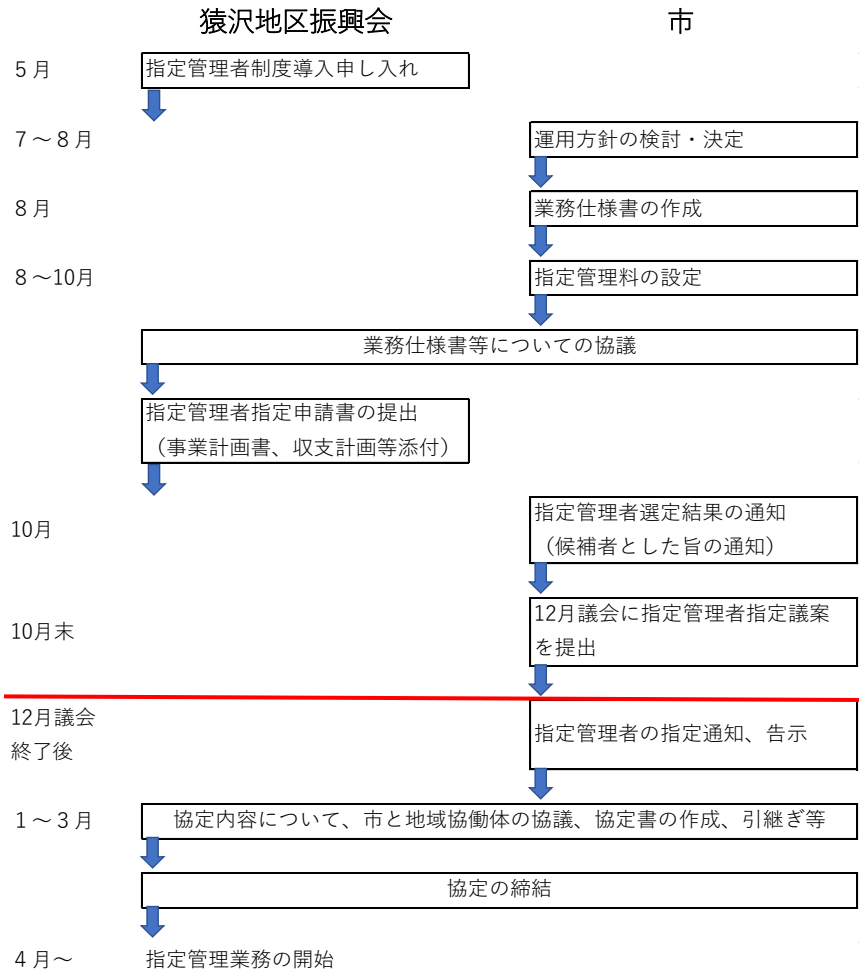 猿沢地区振興会
市
5月
指定管理者制度導入申し入れ
7~8月
運用方針の検討・決定
8月
業務仕様書の作成
8~10月
指定管理料の設定
業務仕様書等についての協議
指定管理者指定申請書の提出
(事業計画書、収支計画等添付)
10月
指定管理者選定結果の通知
(候補者とした旨の通知)
10月末
12月議会に指定管理者指定議案
を提出
12月議会
終了後
指定管理者の指定通知、告示
1~3月
協定内容について、市と地域協働体の協議、協定書の作成、引継ぎ等
協定の締結
4月~
指定管理業務の開始